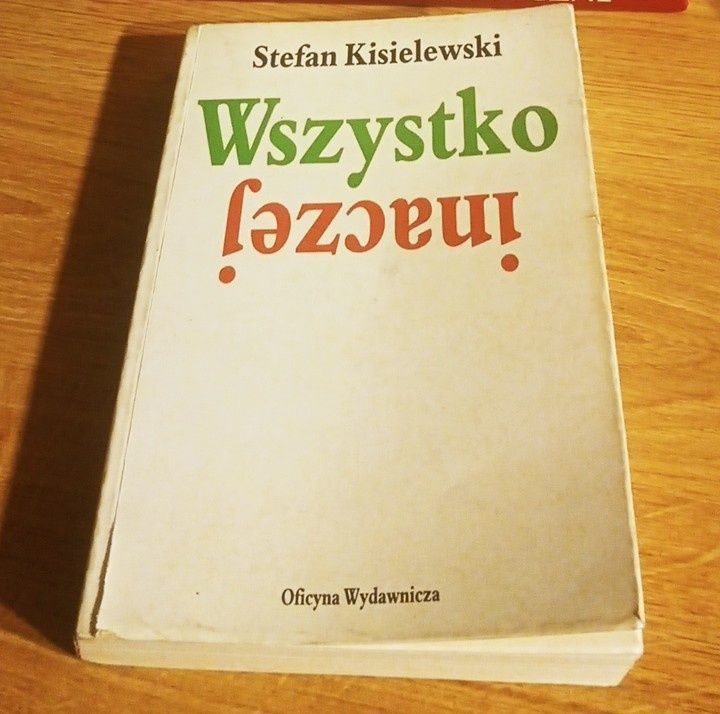 Stefan Kisielewski
Wszystko
inaczej
Oficyna Wydawnicza